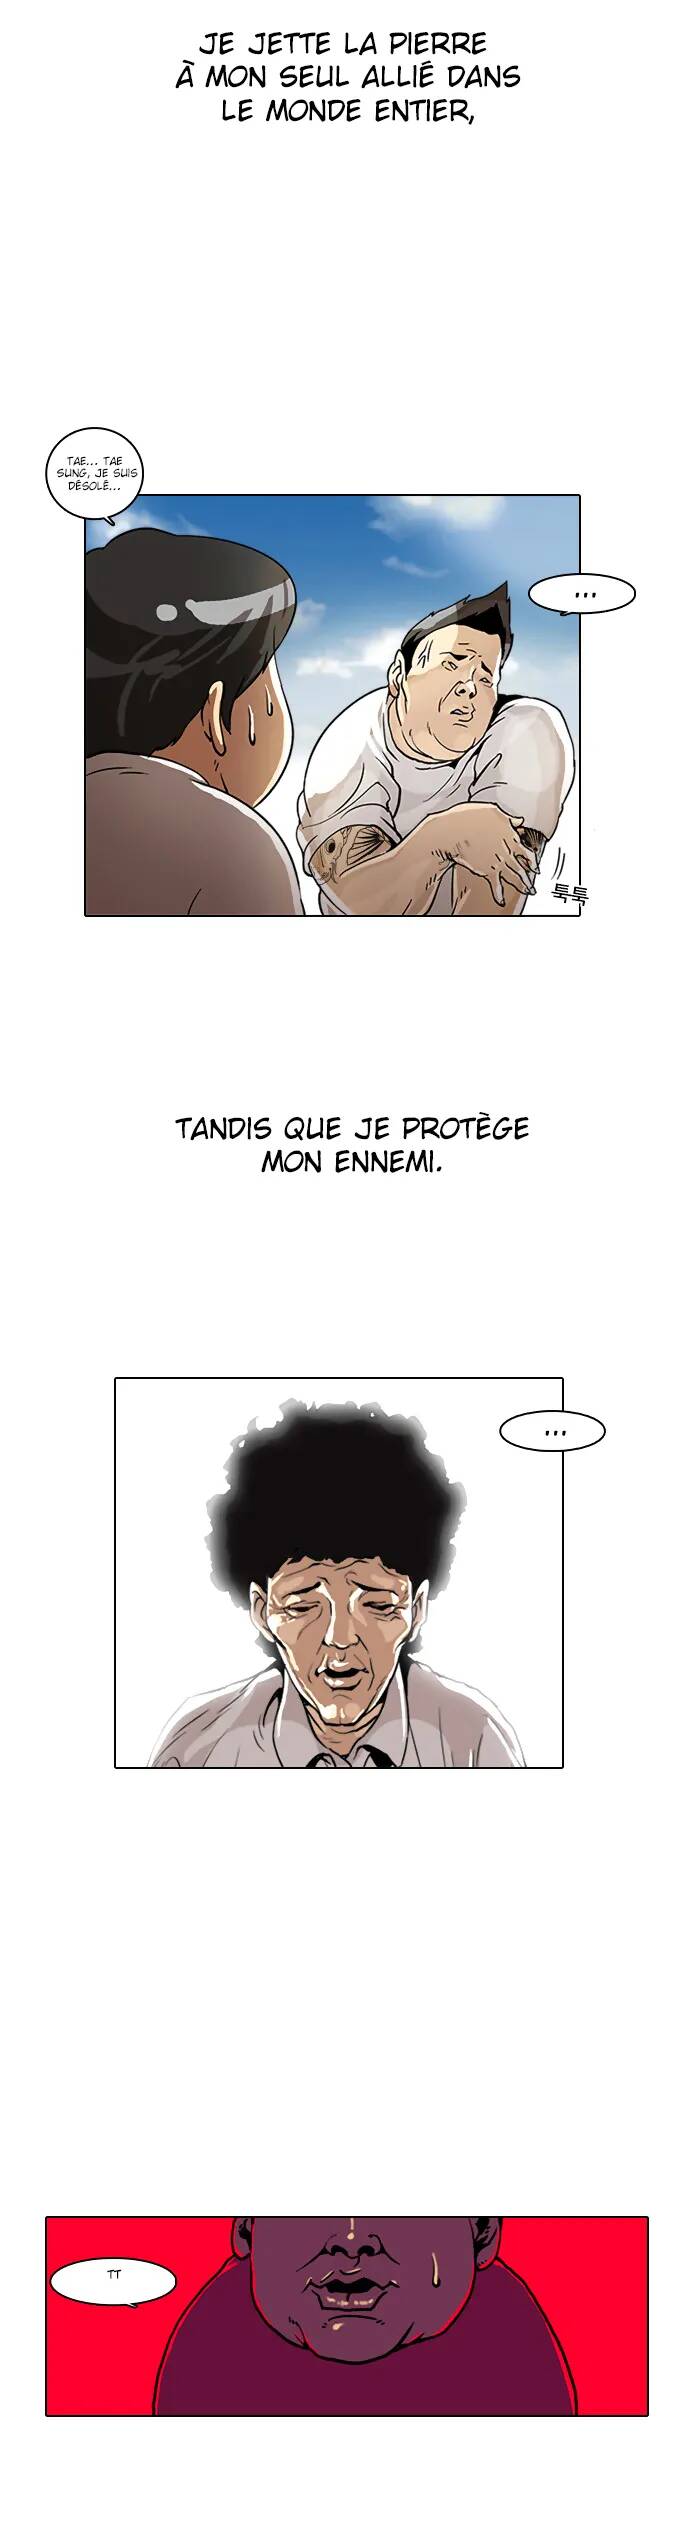 JE JETTE LA PIERRE
À MON SEUL ALLIÉ DANS
LE MONDE ENTIER,
TAE... TAE
SUNG, JE SUIS
DÉSOLÉ...
...
툭툭
TANDIS QUE JE PROTÈGE
MON ENNEMI.
...
TT